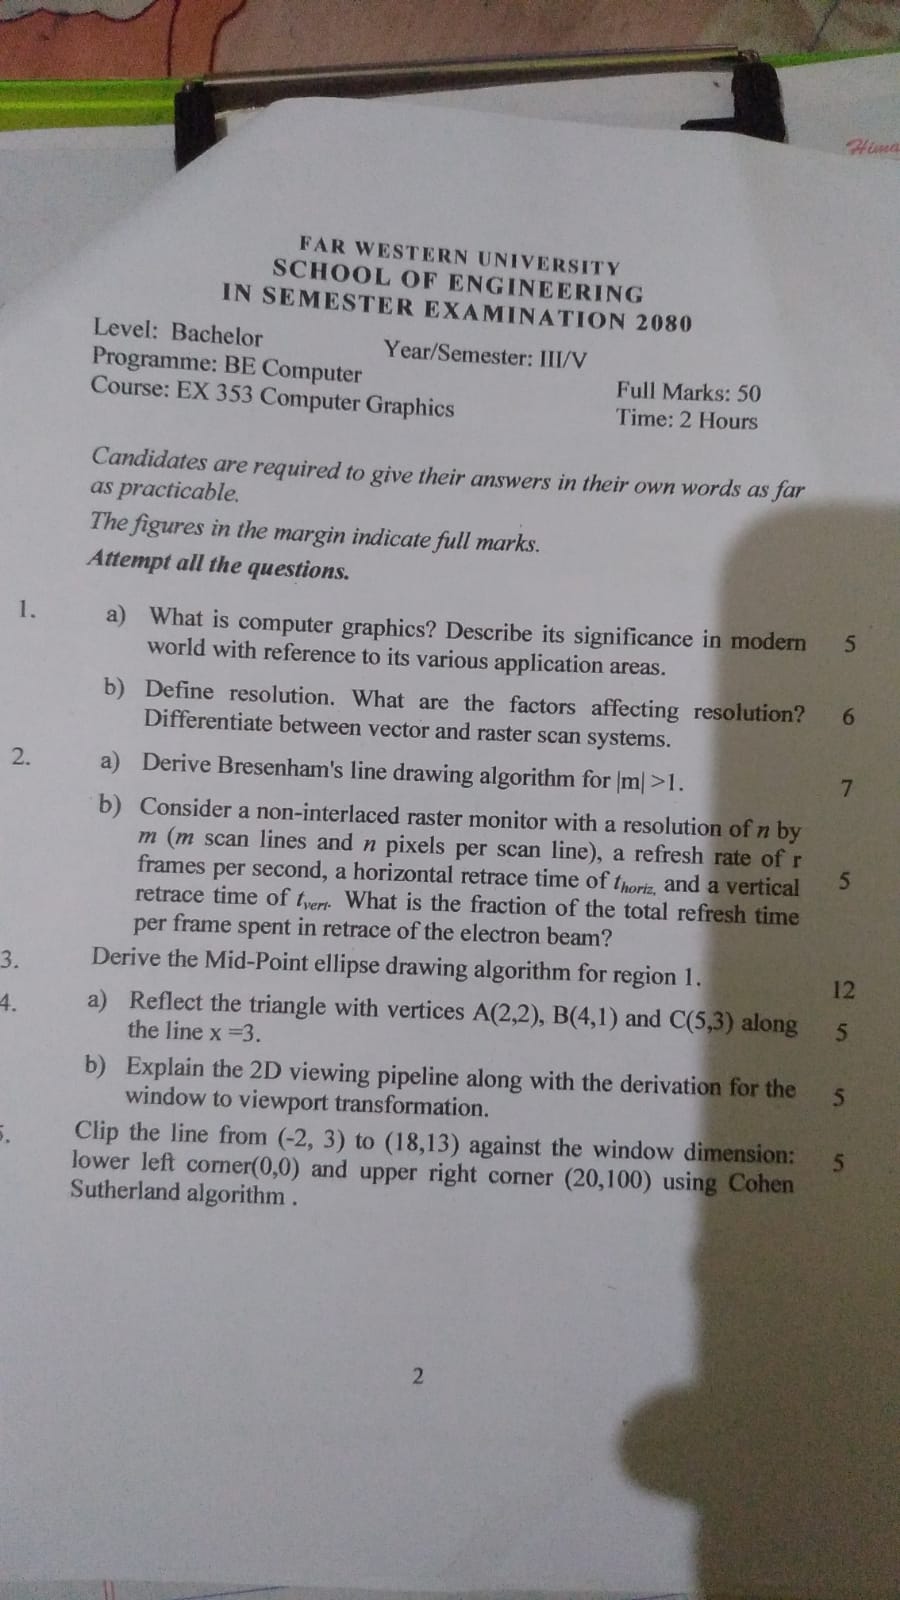 Hima
FAR WESTERN UNIVERSITY
SCHOOL OF ENGINEERING
IN SEMESTER EXAMINATION 2080
Level: Bachelor
Year/Semester: III/V
Programme: BE Computer
Full Marks: 50
Course: EX 353 Computer Graphics
Time: 2 Hours
Candidates are required to give their answers in their own words as far
as practicable.
The figures in the margin indicate full marks.
Attempt all the questions.
1. a) What is computer graphics? Describe its significance in modern 5
world with reference to its various application areas.
b) Define resolution. What are the factors affecting resolution? 6
Differentiate between vector and raster scan systems.
2. a) Derive Bresenham's line drawing algorithm for |m| >1. 7
b) Consider a non-interlaced raster monitor with a resolution of n by
m (m scan lines and n pixels per scan line), a refresh rate of r
frames per second, a horizontal retrace time of thoriz, and a vertical 5
retrace time of tvert. What is the fraction of the total refresh time
per frame spent in retrace of the electron beam?
3. Derive the Mid-Point ellipse drawing algorithm for region 1. 12
4. a) Reflect the triangle with vertices A(2,2), B(4,1) and C(5,3) along 5
the line x =3.
b) Explain the 2D viewing pipeline along with the derivation for the 5
window to viewport transformation.
5. Clip the line from (-2, 3) to (18,13) against the window dimension: 5
lower left corner(0,0) and upper right corner (20,100) using Cohen
Sutherland algorithm .
2